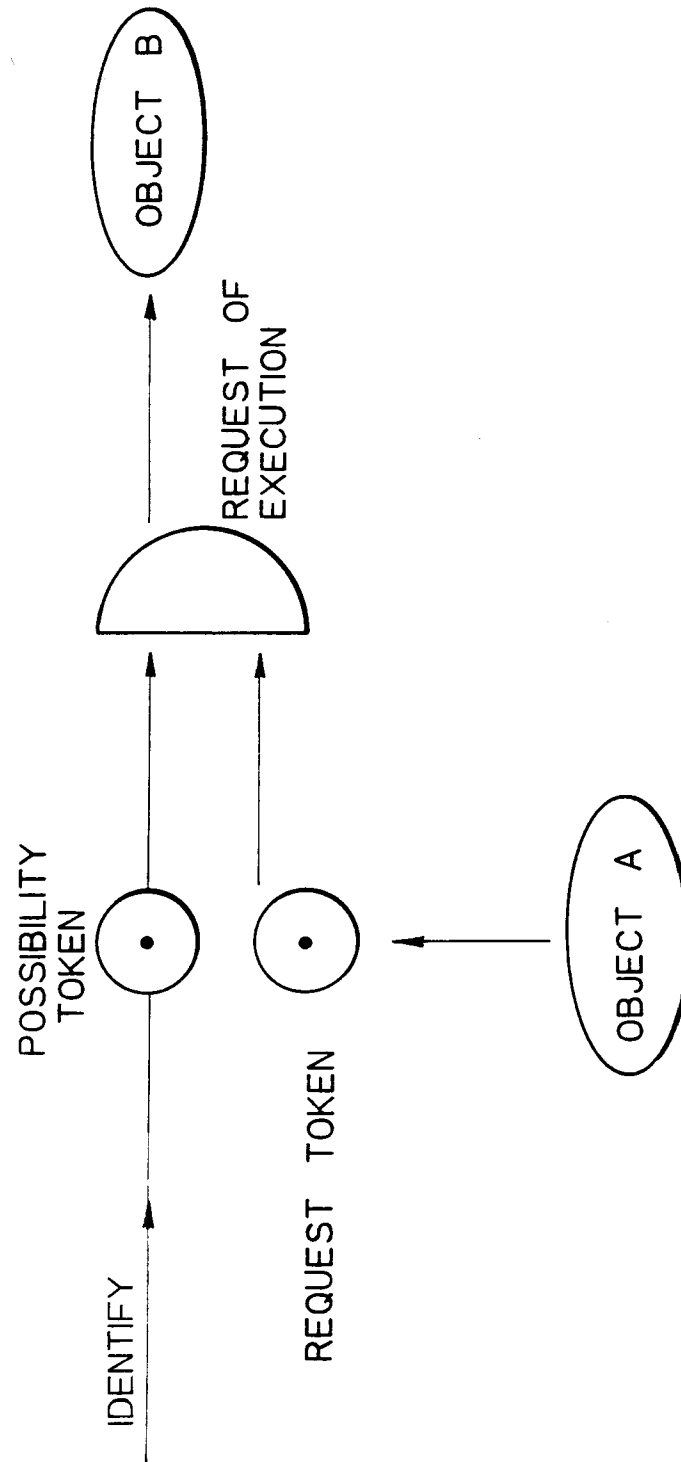 IDENTIFY
POSSIBILITY
TOKEN
REQUEST TOKEN
OBJECT A
REQUEST OF
EXECUTION
OBJECT B